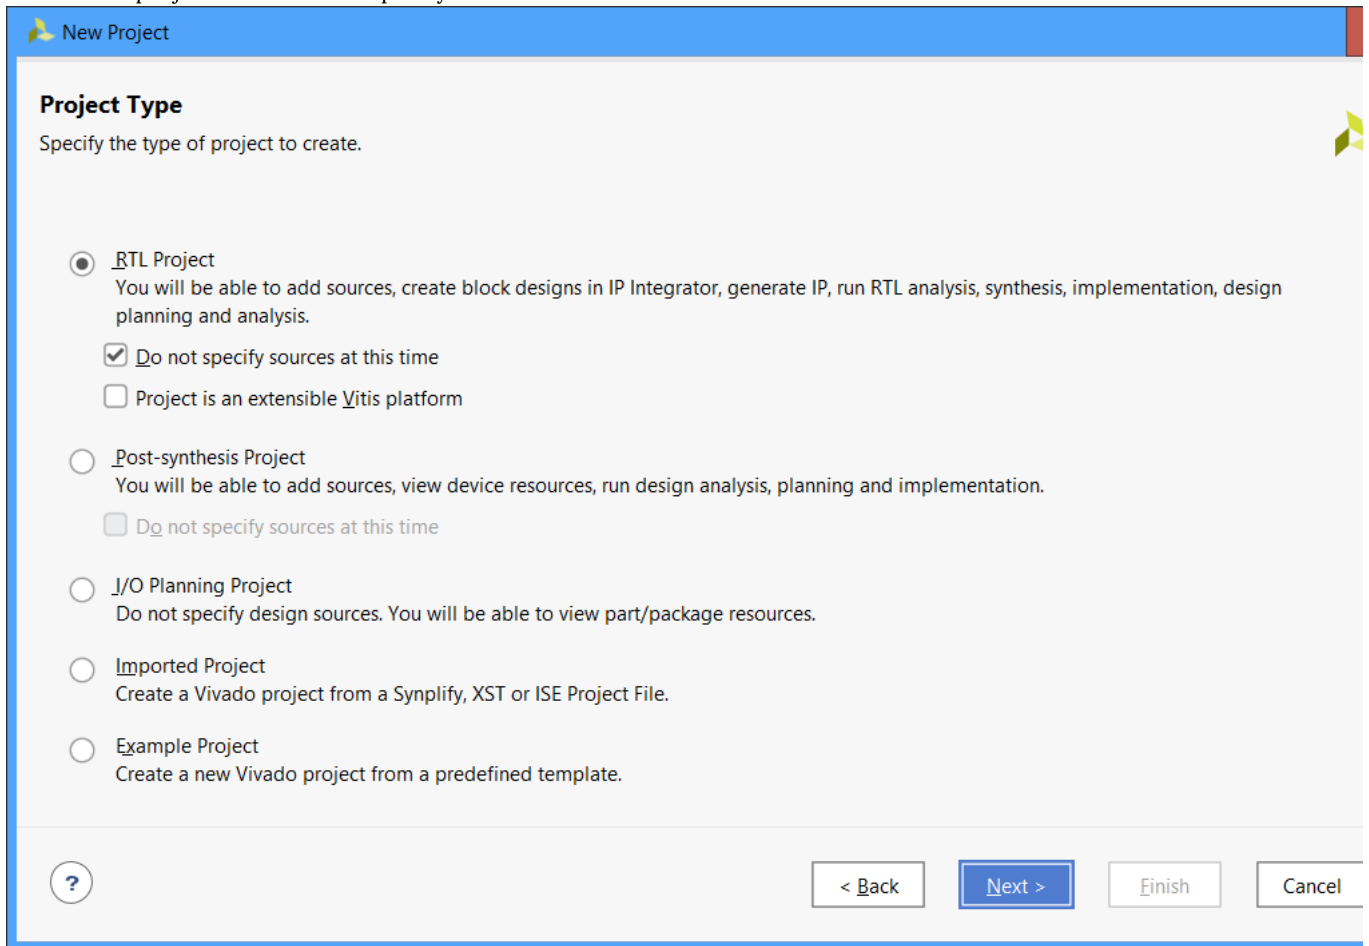 New Project
Project Type
Specify the type of project to create.
RTL Project
You will be able to add sources, create block designs in IP Integrator, generate IP, run RTL analysis, synthesis, implementation, design
planning and analysis.
Do not specify sources at this time
Project is an extensible Vitis platform
Post-synthesis Project
You will be able to add sources, view device resources, run design analysis, planning and implementation.
Do not specify sources at this time
I/O Planning Project
Do not specify design sources. You will be able to view part/package resources.
Imported Project
Create a Vivado project from a Synplify, XST or ISE Project File.
Example Project
Create a new Vivado project from a predefined template.
? < Back Next > Finish Cancel